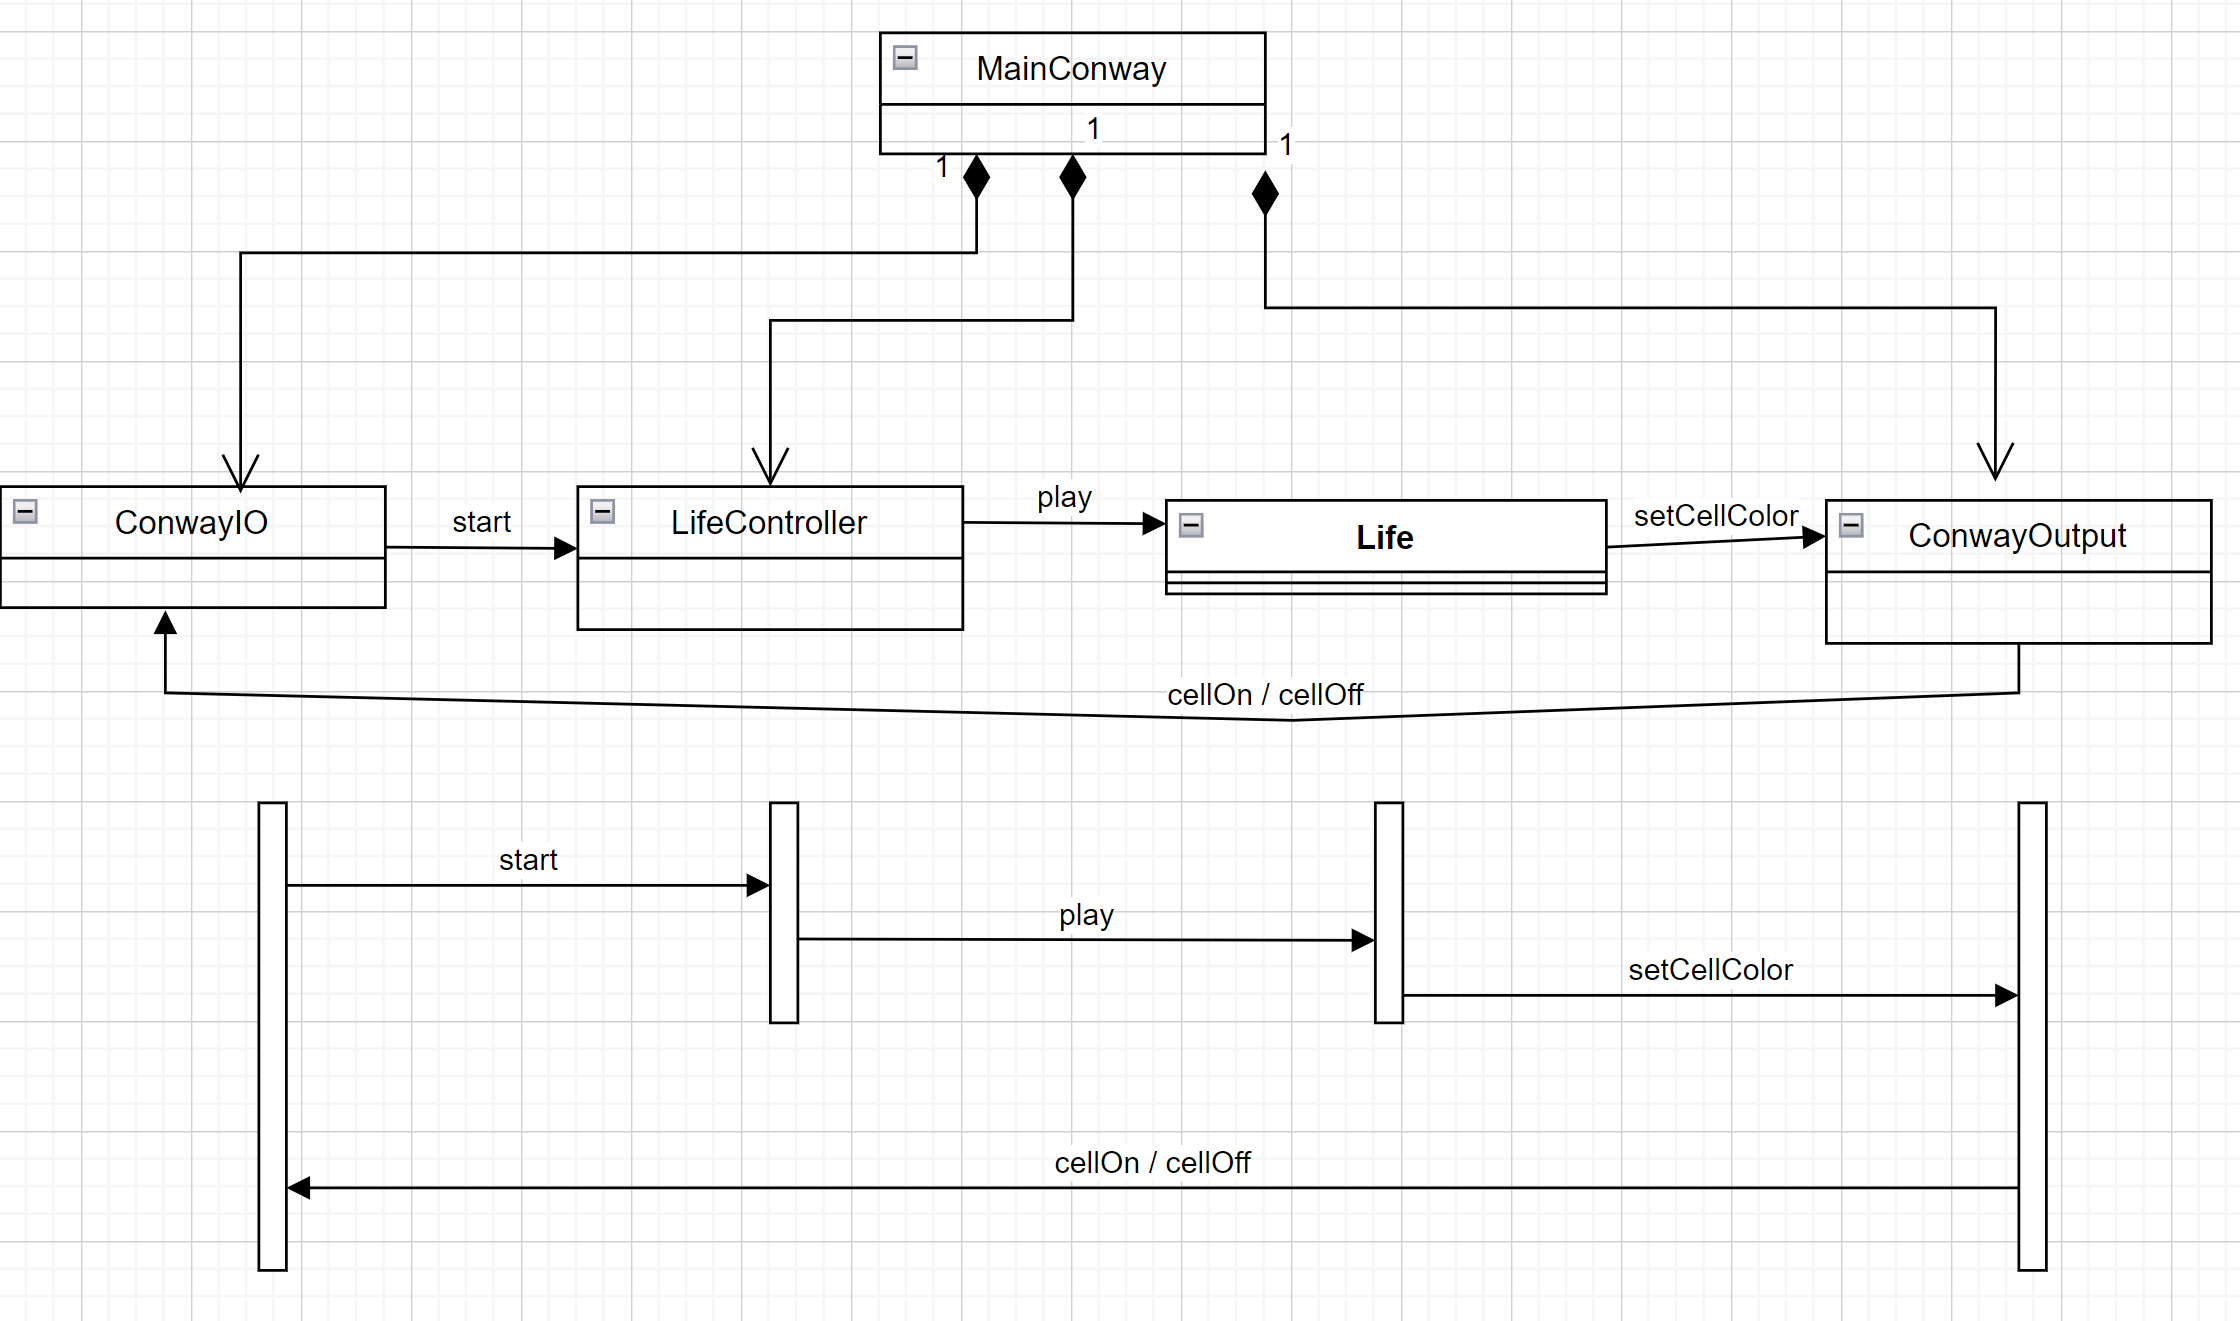 MainConway
1
1
1
ConwayIO
start
LifeController
play
Life
setCellColor
ConwayOutput
cellOn / cellOff
start
play
setCellColor
cellOn / cellOff